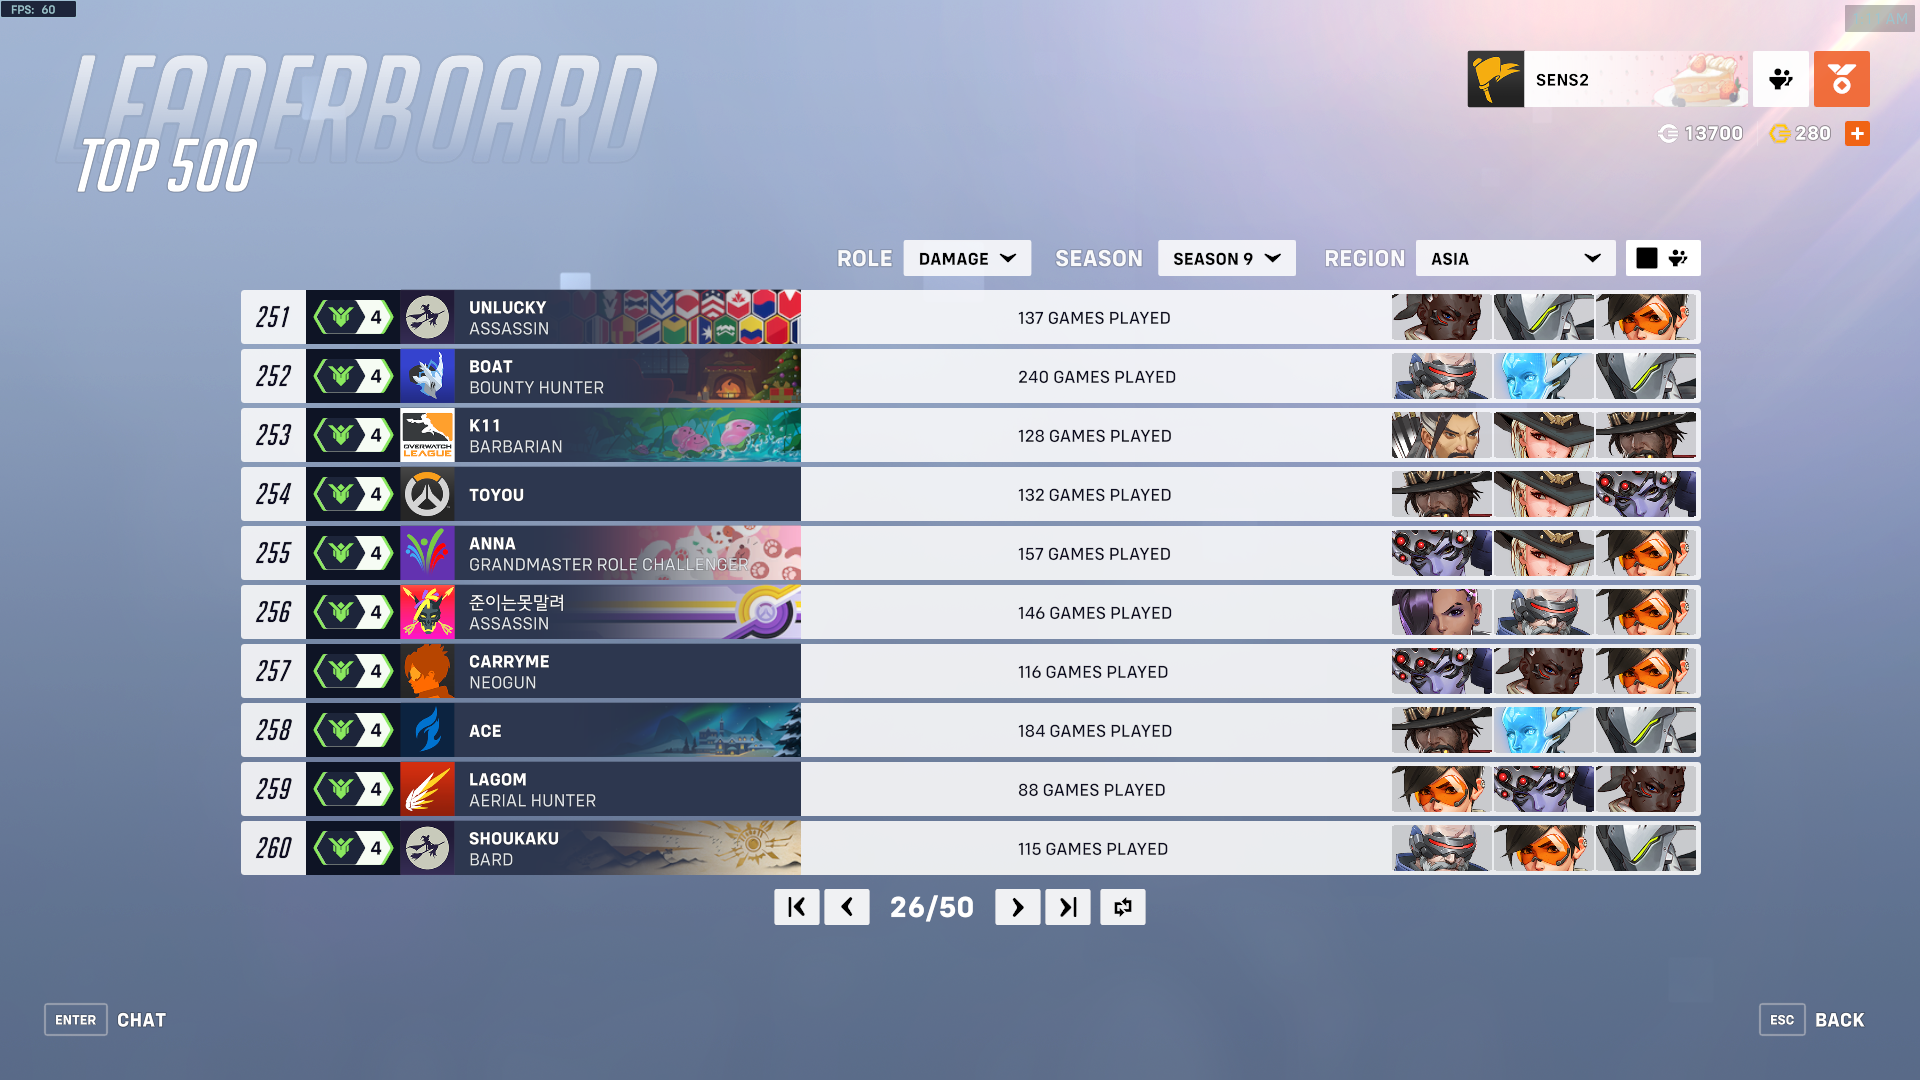 FPS: 60
LEADERBOARD
TOP 500
SENS2
13700
280
ROLE
DAMAGE
SEASON
SEASON 9
REGION
ASIA
251
4
UNLUCKY
ASSASSIN
137 GAMES PLAYED
252
4
BOAT
BOUNTY HUNTER
240 GAMES PLAYED
253
4
OVERWATCH
LEAGUE
K11
BARBARIAN
128 GAMES PLAYED
254
4
TOYOU
132 GAMES PLAYED
255
4
ANNA
GRANDMASTER ROLE CHALLENGER
157 GAMES PLAYED
256
4
준이는못말려
ASSASSIN
146 GAMES PLAYED
257
4
CARRYME
NEOGUN
116 GAMES PLAYED
258
4
ACE
184 GAMES PLAYED
259
4
LAGOM
AERIAL HUNTER
88 GAMES PLAYED
260
4
SHOUKAKU
BARD
115 GAMES PLAYED
26/50
ENTER
CHAT
ESC
BACK